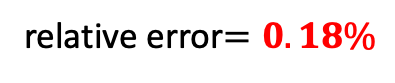 relative error= 0.18%